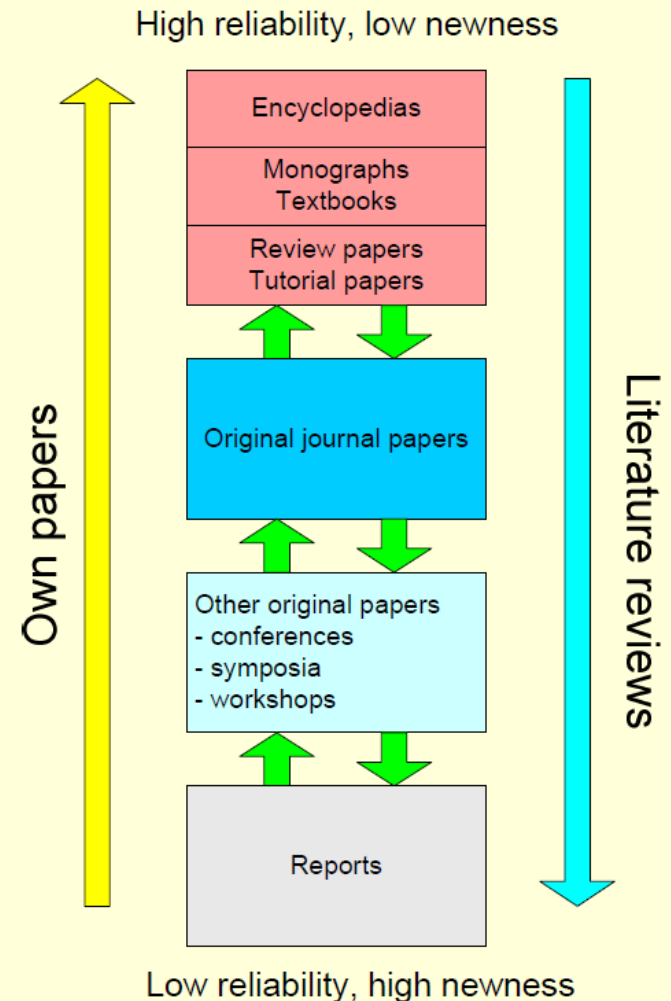 High reliability, low newness
Encyclopedias
Monographs
Textbooks
Review papers
Tutorial papers
Original journal papers
Own papers
Literature reviews
Other original papers
- conferences
- symposia
- workshops
Reports
Low reliability, high newness